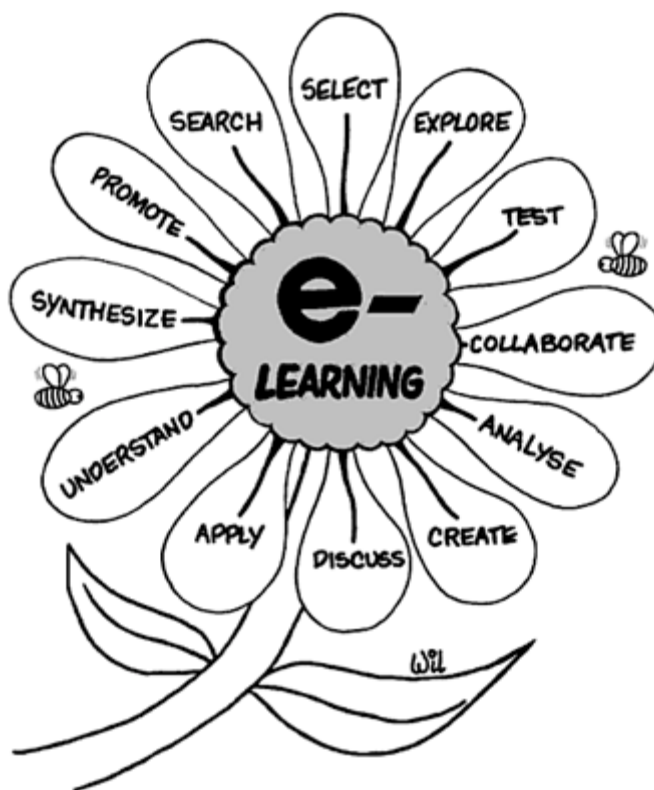 SELECT
EXPLORE
TEST
COLLABORATE
ANALYSE
CREATE
DISCUSS
APPLY
UNDERSTAND
SYNTHESIZE
PROMOTE
SEARCH
e-
LEARNING
Wil